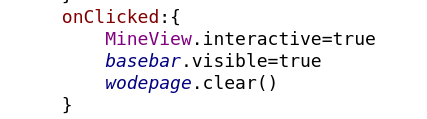 }
onClicked:{
    MineView.interactive=true
    basebar.visible=true
    wodepage.clear()
}